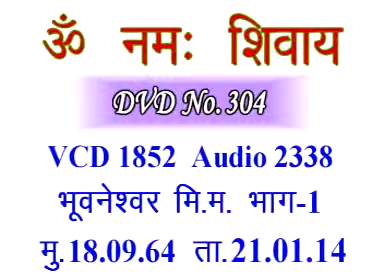 ॐ नमः शिवाय
DVD No. 304
VCD 1852 Audio 2338
भूवनेश्वर मि.म. भाग-1
मु.18.09.64 ता.21.01.14